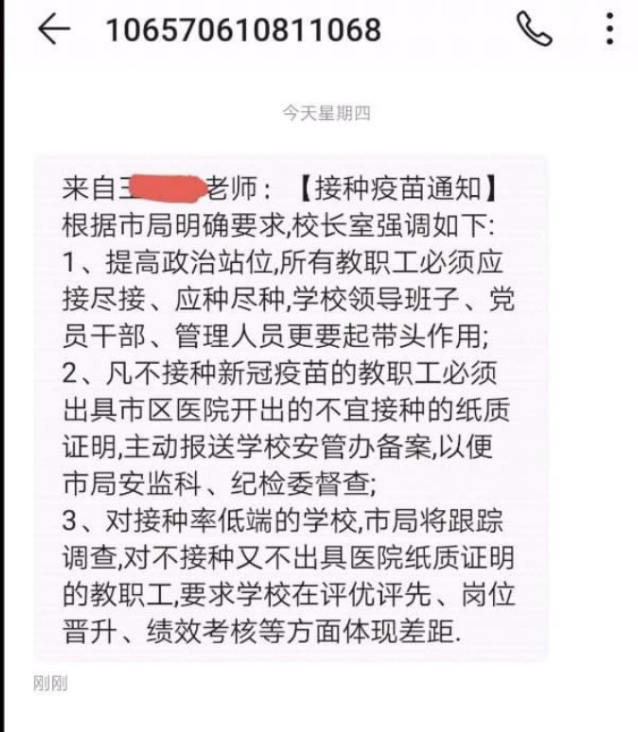 106570610811068
今天星期四
来自王老师:【接种疫苗通知】
根据市局明确要求,校长室强调如下:
1、提高政治站位,所有教职工必须应
接尽接、应种尽种,学校领导班子、党
员干部、管理人员更要起带头作用;
2、凡不接种新冠疫苗的教职工必须
出具市区医院开出的不宜接种的纸质
证明,主动报送学校安管办备案,以便
市局安监科、纪检委督查;
3、对接种率低端的学校,市局将跟踪
调查,对不接种又不出具医院纸质证明
的教职工,要求学校在评优评先、岗位
晋升、绩效考核等方面体现差距.
刚刚